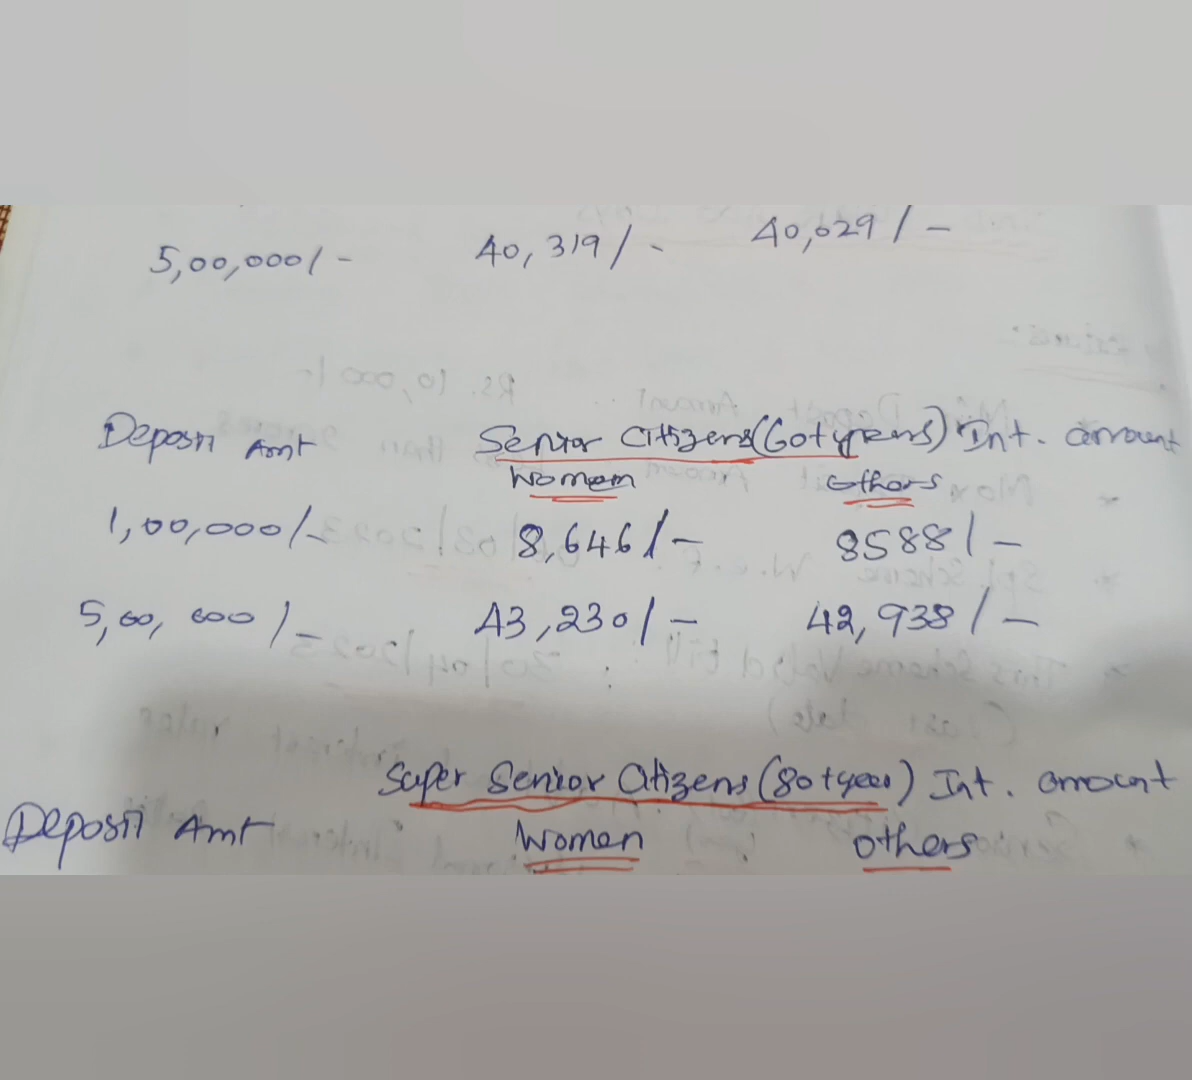 5,00,000/- 40,319/- 40,029/-
Deposit Amt Senior Citizens(60+years) Int. amount
Women others
1,00,000/- 8,646/- 8588/-
5,00,000/- 43,230/- 42,938/-
Super Senior Citizens(80+years) Int. amount
Deposit Amt Women others